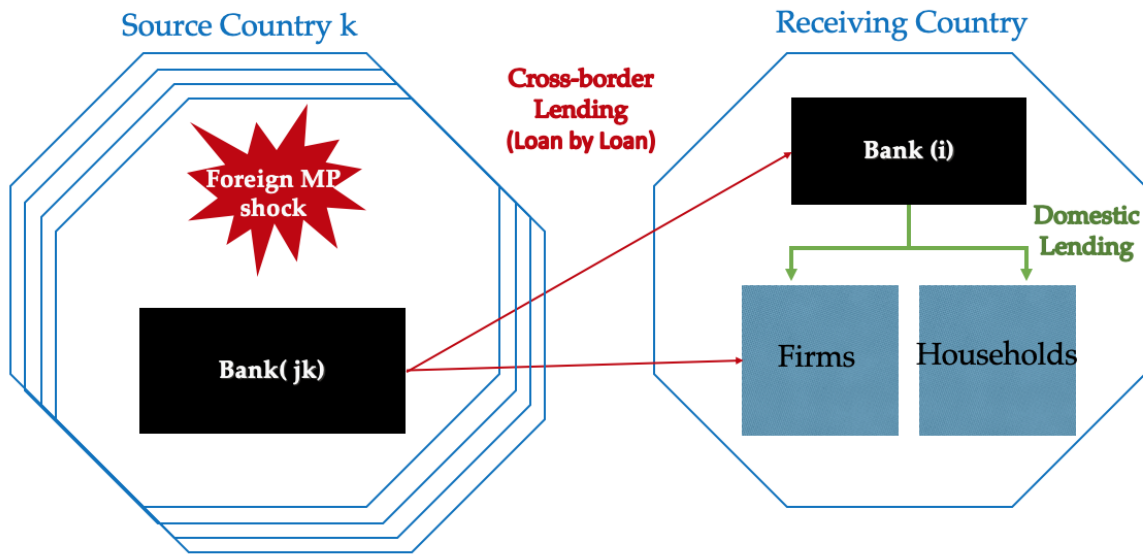 Source Country k
Receiving Country
Cross-border
Lending
(Loan by Loan)
Foreign MP
shock
Bank( jk)
Bank (i)
Domestic
Lending
Firms
Households